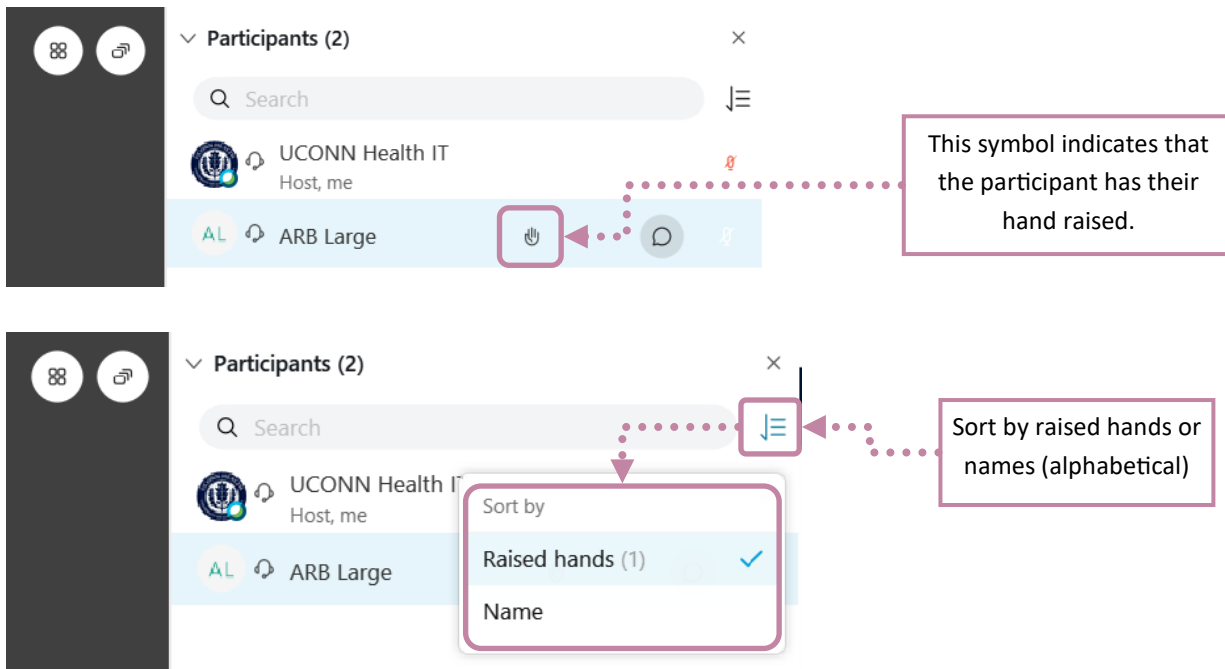 Participants (2)
Search
UCONN Health IT
Host, me
AL ARB Large
This symbol indicates that
the participant has their
hand raised.
Participants (2)
Search
UCONN Health
Host, me
AL ARB Large
Sort by
Raised hands (1)
Name
Sort by raised hands or
names (alphabetical)